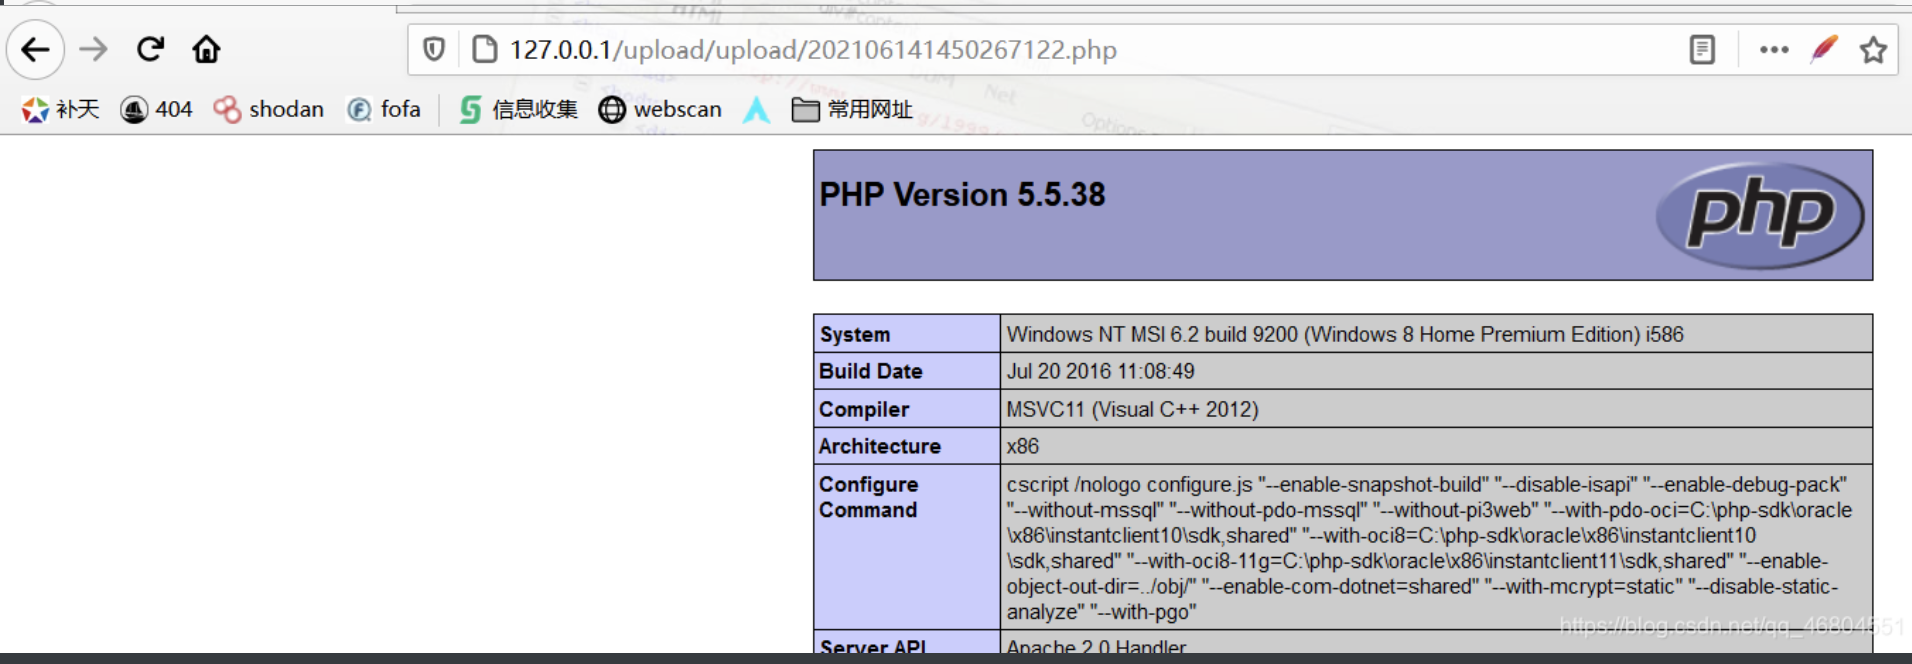 127.0.0.1/upload/upload/202106141450267122.php
补天 404 shodan fofa 信息收集 webscan 常用网址
PHP Version 5.5.38
php
System Windows NT MSI 6.2 build 9200 (Windows 8 Home Premium Edition) i586
Build Date Jul 20 2016 11:08:49
Compiler MSVC11 (Visual C++ 2012)
Architecture x86
Configure cscript /nologo configure.js "--enable-snapshot-build" "--disable-isapi" "--enable-debug-pack"
Command "--without-mssql" "--without-pdo-mssql" "--without-pi3web" "--with-pdo-oci=C:\php-sdk\oracle
\x86\instantclient10\sdk,shared" "--with-oci8=C:\php-sdk\oracle\x86\instantclient10
\sdk,shared" "--with-oci8-11g=C:\php-sdk\oracle\x86\instantclient11\sdk,shared" "--enable-
object-out-dir=../obj/" "--enable-com-dotnet=shared" "--with-mcrypt=static" "--disable-static-
analyze" "--with-pgo"
Server API Apache 2.0 Handler
https://blog.csdn.net/qq_46804551